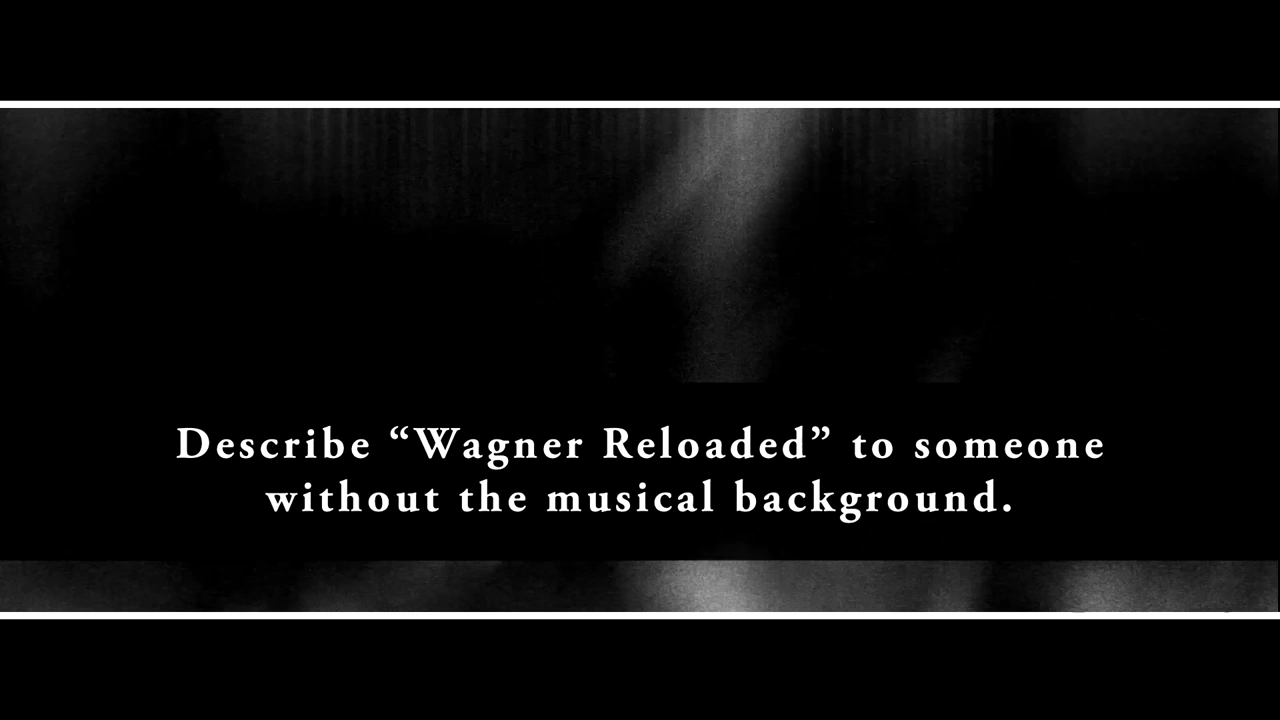 Describe “Wagner Reloaded” to someone
without the musical background.